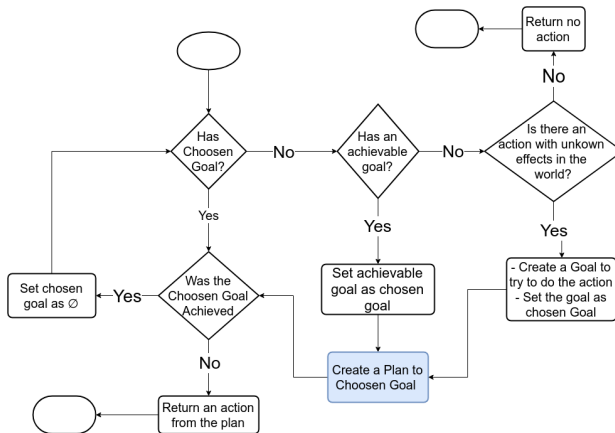 Return no
action
No
Has
Choosen
Goal?
No
Has an
achievable
goal?
No
Is there an
action with unkown
effects in the
world?
Yes
Yes
Yes
Set chosen
goal as ∅
Yes
Was the
Choosen Goal
Achieved
Set achievable
goal as chosen
goal
- Create a Goal to
try to do the action
- Set the goal as
chosen Goal
No
Create a Plan to
Choosen Goal
Return an action
from the plan